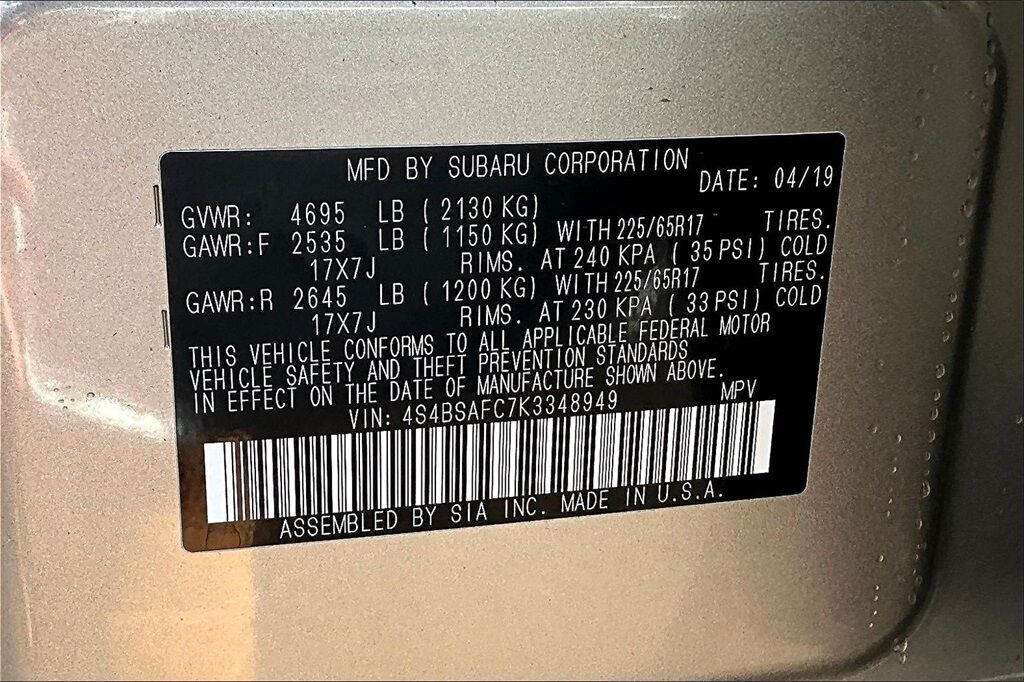 MFD BY SUBARU CORPORATION
DATE: 04/19
GVWR: 4695 LB ( 2130 KG)
GAWR:F 2535 LB ( 1150 KG) WITH 225/65R17 TIRES.
17X7J RIMS. AT 240 KPA ( 35 PSI) COLD
GAWR:R 2645 LB ( 1200 KG) WITH 225/65R17 TIRES.
17X7J RIMS. AT 230 KPA ( 33 PSI) COLD
THIS VEHICLE CONFORMS TO ALL APPLICABLE FEDERAL MOTOR
VEHICLE SAFETY AND THEFT PREVENTION STANDARDS
IN EFFECT ON THE DATE OF MANUFACTURE SHOWN ABOVE.
VIN: 4S4BSAFC7K3348949 MPV
ASSEMBLED BY SIA INC. MADE IN U.S.A.